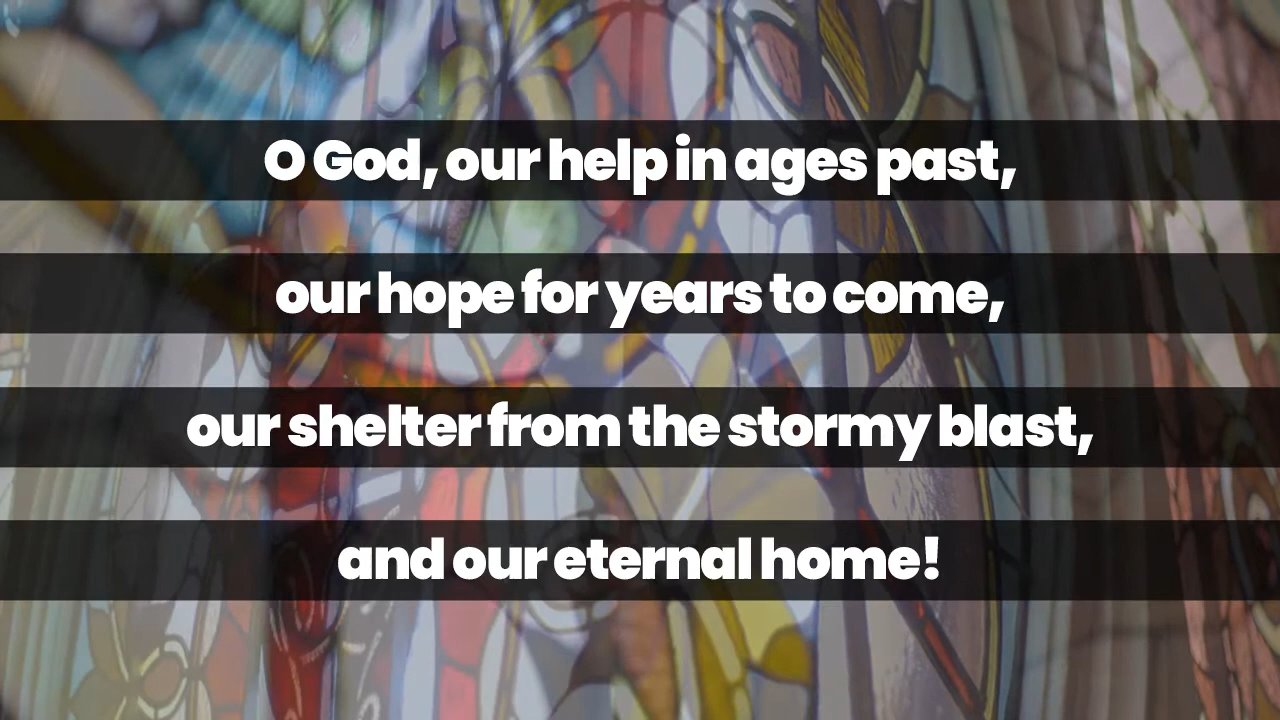 O God, our help in ages past,
our hope for years to come,
our shelter from the stormy blast,
and our eternal home!